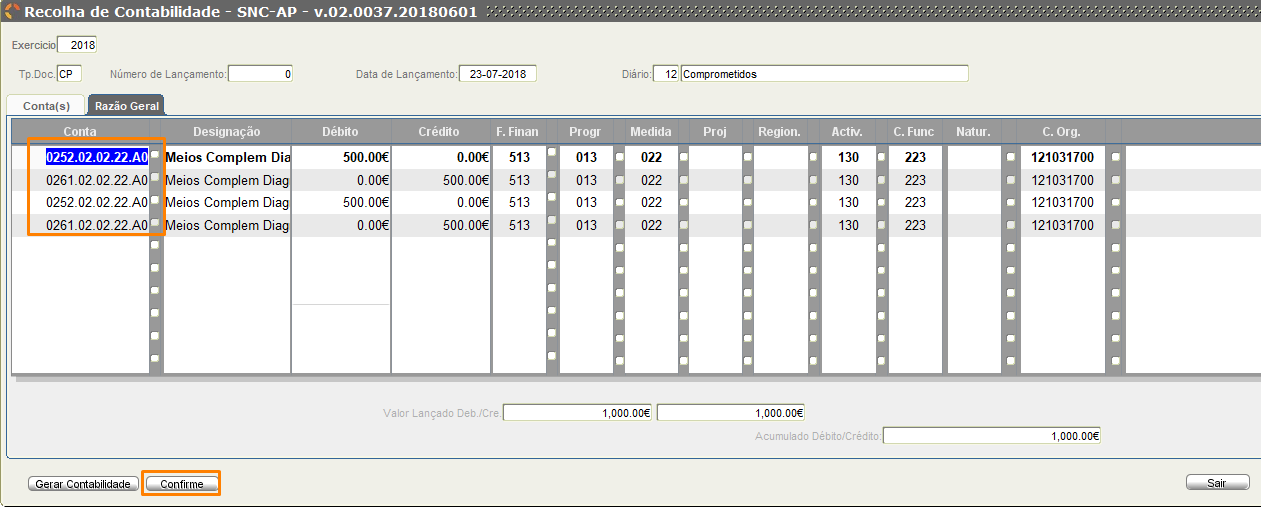 Recolha de Contabilidade - SNC-AP - v.02.0037.20180601
Exercicio 2018
Tp.Doc. CP Número de Lançamento: 0 Data de Lançamento: 23-07-2018 Diário: 12 Comprometidos
Conta(s) Razão Geral
Conta Designação Débito Crédito F. Finan Progr Medida Proj Region. Activ. C. Func Natur. C. Org.
0252.02.02.22.A0 Meios Complem Dia 500.00€ 0.00€ 513 013 022 130 223 121031700
0261.02.02.22.A0 Meios Complem Diag 0.00€ 500.00€ 513 013 022 130 223 121031700
0252.02.02.22.A0 Meios Complem Diag 500.00€ 0.00€ 513 013 022 130 223 121031700
0261.02.02.22.A0 Meios Complem Diag 0.00€ 500.00€ 513 013 022 130 223 121031700
Valor Lançado Deb./Cre. 1,000.00€ 1,000.00€
Acumulado Débito/Crédito: 1,000.00€
Gerar Contabilidade Confirme Sair